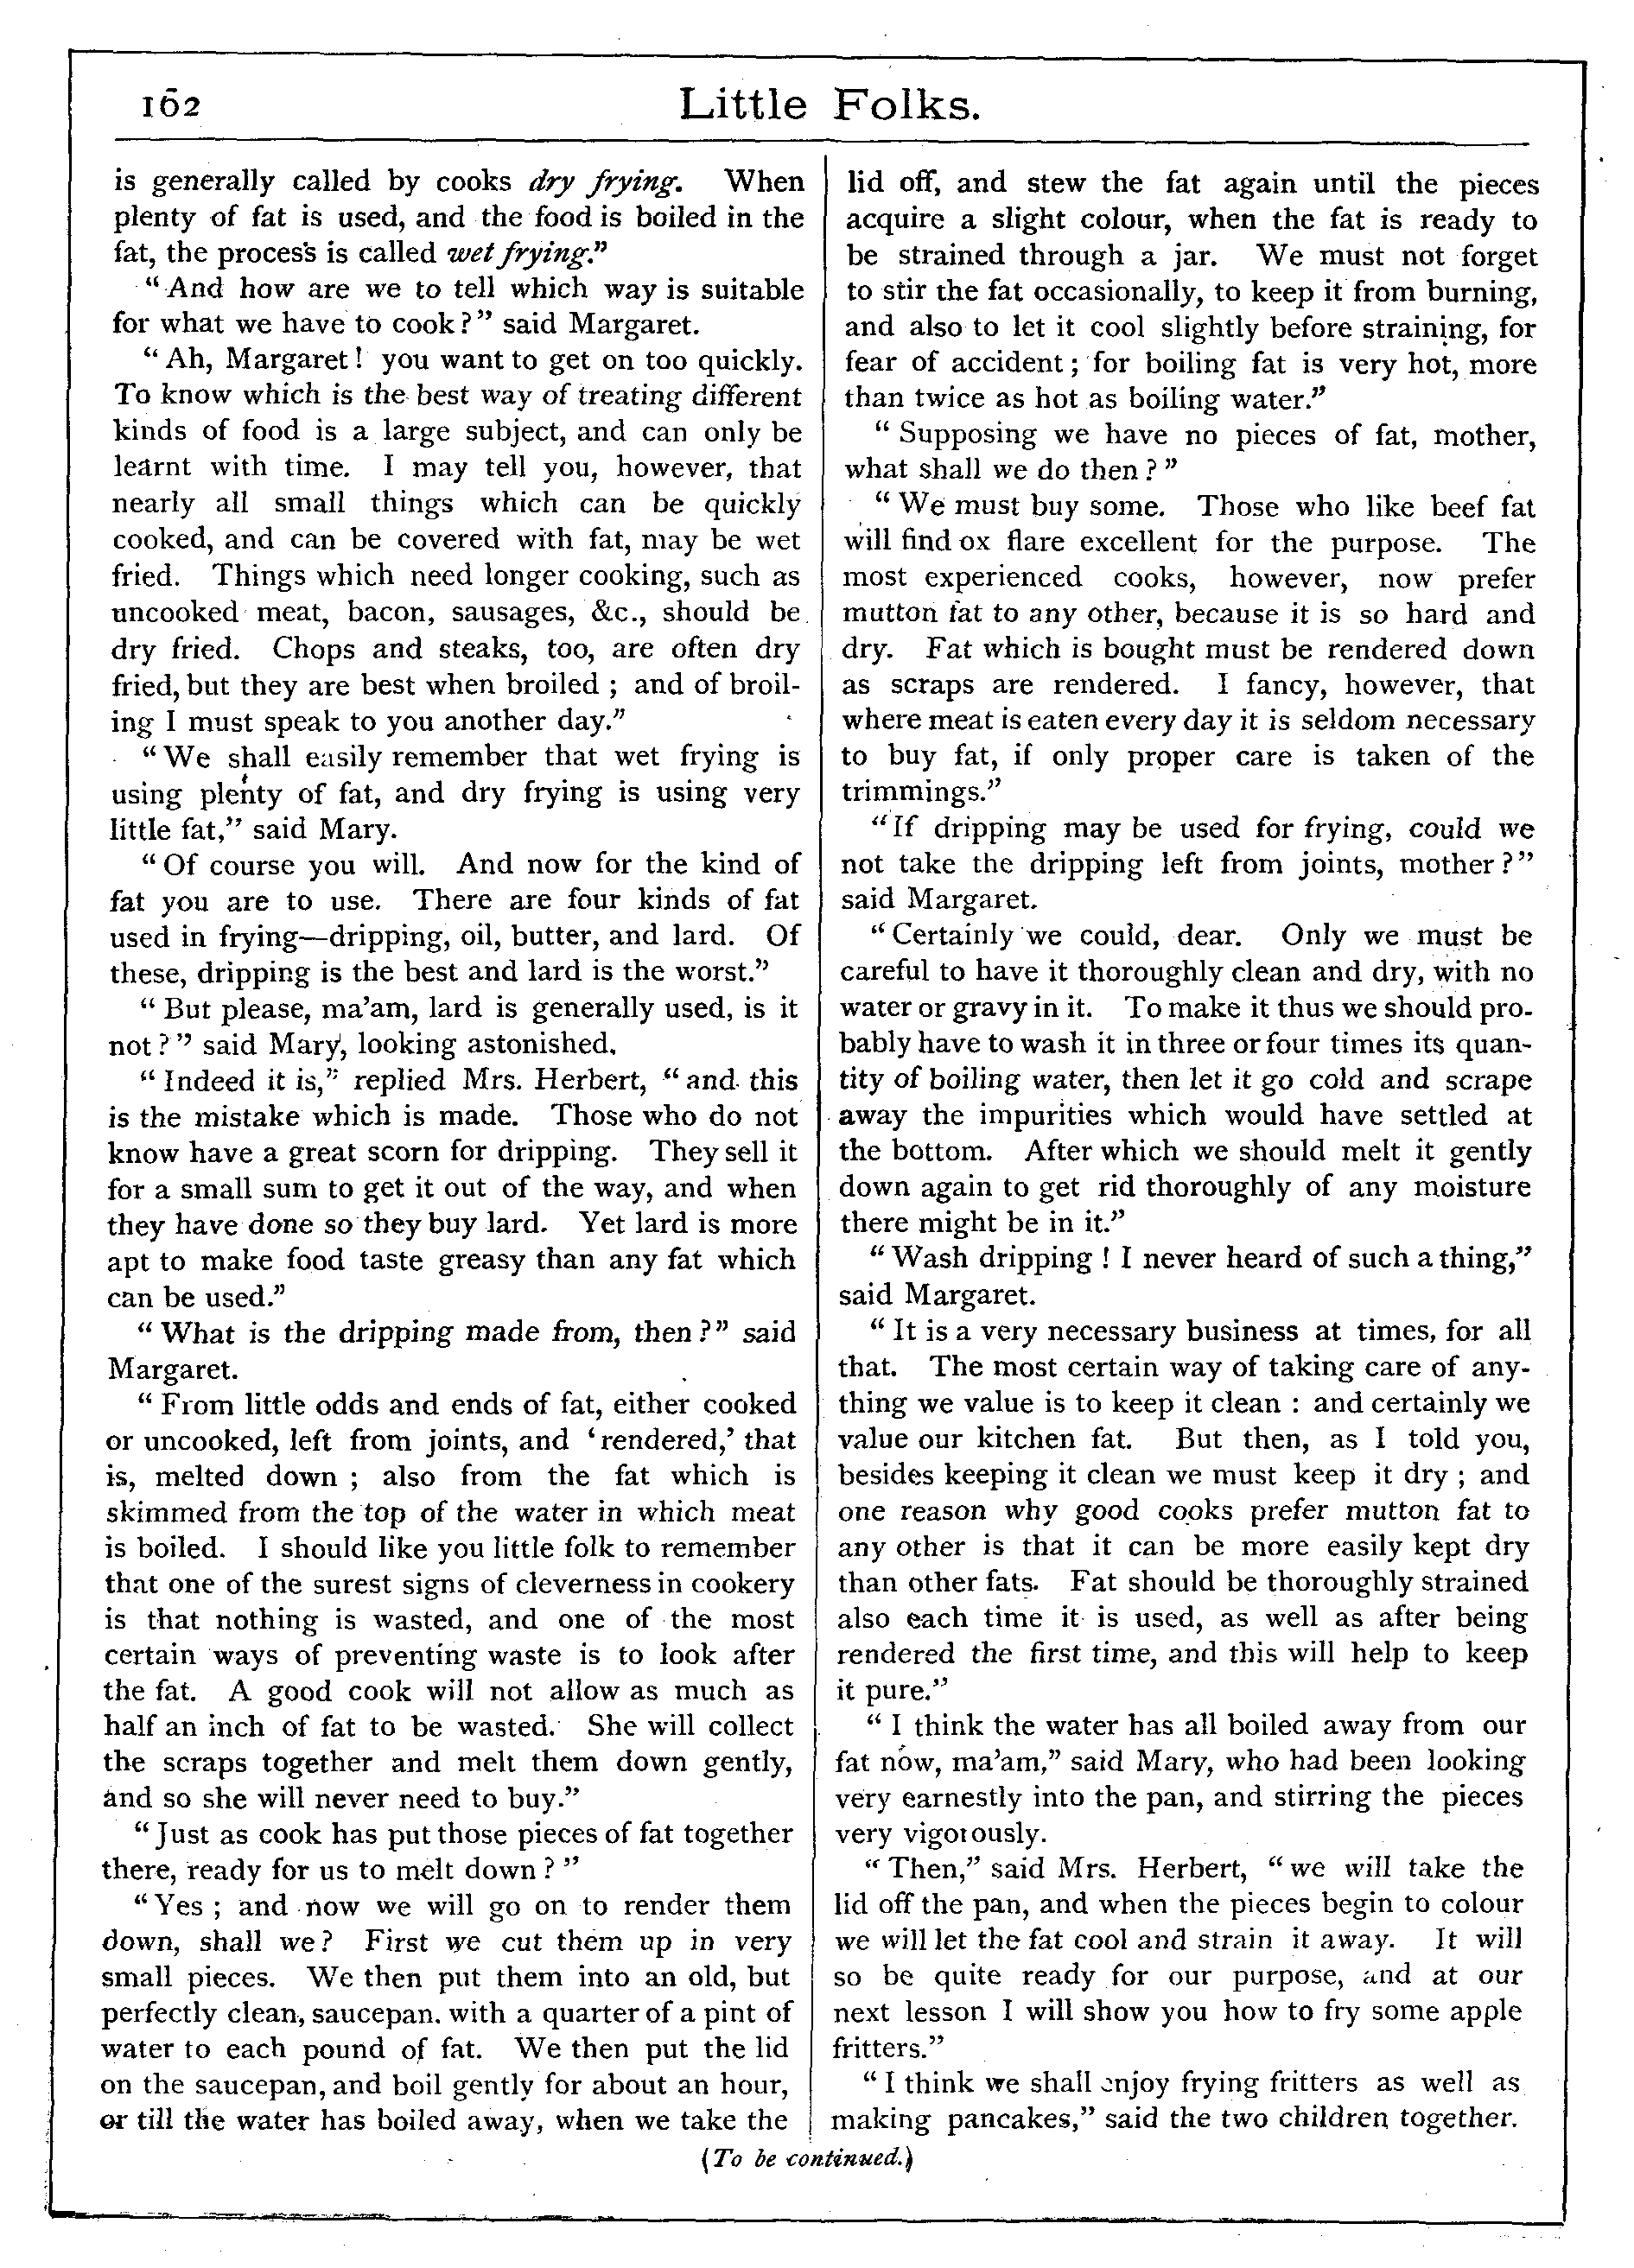 162
Little Folks.
is generally called by cooks dry frying. When
plenty of fat is used, and the food is boiled in the
fat, the process is called wet frying."
"And how are we to tell which way is suitable
for what we have to cook?" said Margaret.
"Ah, Margaret! you want to get on too quickly.
To know which is the best way of treating different
kinds of food is a large subject, and can only be
learnt with time. I may tell you, however, that
nearly all small things which can be quickly
cooked, and can be covered with fat, may be wet
fried. Things which need longer cooking, such as
uncooked meat, bacon, sausages, &c., should be
dry fried. Chops and steaks, too, are often dry
fried, but they are best when broiled; and of broil-
ing I must speak to you another day."
"We shall easily remember that wet frying is
using plenty of fat, and dry frying is using very
little fat," said Mary.
"Of course you will. And now for the kind of
fat you are to use. There are four kinds of fat
used in frying—dripping, oil, butter, and lard. Of
these, dripping is the best and lard is the worst."
"But please, ma'am, lard is generally used, is it
not?" said Mary, looking astonished.
"Indeed it is," replied Mrs. Herbert, "and this
is the mistake which is made. Those who do not
know have a great scorn for dripping. They sell it
for a small sum to get it out of the way, and when
they have done so they buy lard. Yet lard is more
apt to make food taste greasy than any fat which
can be used."
"What is the dripping made from, then?" said
Margaret.
"From little odds and ends of fat, either cooked
or uncooked, left from joints, and 'rendered,' that
is, melted down; also from the fat which is
skimmed from the top of the water in which meat
is boiled. I should like you little folk to remember
that one of the surest signs of cleverness in cookery
is that nothing is wasted, and one of the most
certain ways of preventing waste is to look after
the fat. A good cook will not allow as much as
half an inch of fat to be wasted. She will collect
the scraps together and melt them down gently,
and so she will never need to buy."
"Just as cook has put those pieces of fat together
there, ready for us to melt down?"
"Yes; and now we will go on to render them
down, shall we? First we cut them up in very
small pieces. We then put them into an old, but
perfectly clean, saucepan. with a quarter of a pint of
water to each pound of fat. We then put the lid
on the saucepan, and boil gently for about an hour,
or till the water has boiled away, when we take the
lid off, and stew the fat again until the pieces
acquire a slight colour, when the fat is ready to
be strained through a jar. We must not forget
to stir the fat occasionally, to keep it from burning,
and also to let it cool slightly before straining, for
fear of accident; for boiling fat is very hot, more
than twice as hot as boiling water."
"Supposing we have no pieces of fat, mother,
what shall we do then?"
"We must buy some. Those who like beef fat
will find ox flare excellent for the purpose. The
most experienced cooks, however, now prefer
mutton fat to any other, because it is so hard and
dry. Fat which is bought must be rendered down
as scraps are rendered. I fancy, however, that
where meat is eaten every day it is seldom necessary
to buy fat, if only proper care is taken of the
trimmings."
"If dripping may be used for frying, could we
not take the dripping left from joints, mother?"
said Margaret.
"Certainly we could, dear. Only we must be
careful to have it thoroughly clean and dry, with no
water or gravy in it. To make it thus we should pro-
bably have to wash it in three or four times its quan-
tity of boiling water, then let it go cold and scrape
away the impurities which would have settled at
the bottom. After which we should melt it gently
down again to get rid thoroughly of any moisture
there might be in it."
"Wash dripping! I never heard of such a thing,"
said Margaret.
"It is a very necessary business at times, for all
that. The most certain way of taking care of any-
thing we value is to keep it clean: and certainly we
value our kitchen fat. But then, as I told you,
besides keeping it clean we must keep it dry; and
one reason why good cooks prefer mutton fat to
any other is that it can be more easily kept dry
than other fats. Fat should be thoroughly strained
also each time it is used, as well as after being
rendered the first time, and this will help to keep
it pure."
"I think the water has all boiled away from our
fat now, ma'am," said Mary, who had been looking
very earnestly into the pan, and stirring the pieces
very vigorously.
"Then," said Mrs. Herbert, "we will take the
lid off the pan, and when the pieces begin to colour
we will let the fat cool and strain it away. It will
so be quite ready for our purpose, and at our
next lesson I will show you how to fry some apple
fritters."
"I think we shall enjoy frying fritters as well as
making pancakes," said the two children together.
(To be continued.)